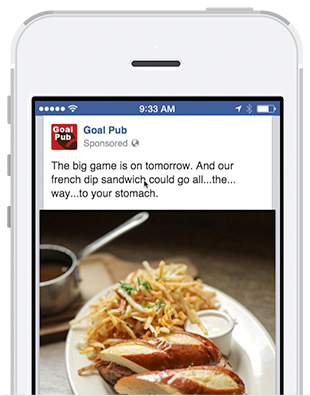 9:33 AM
Goal
Pub
Goal Pub
Sponsored
The big game is on tomorrow. And our
french dip sandwich could go all...the...
way...to your stomach.